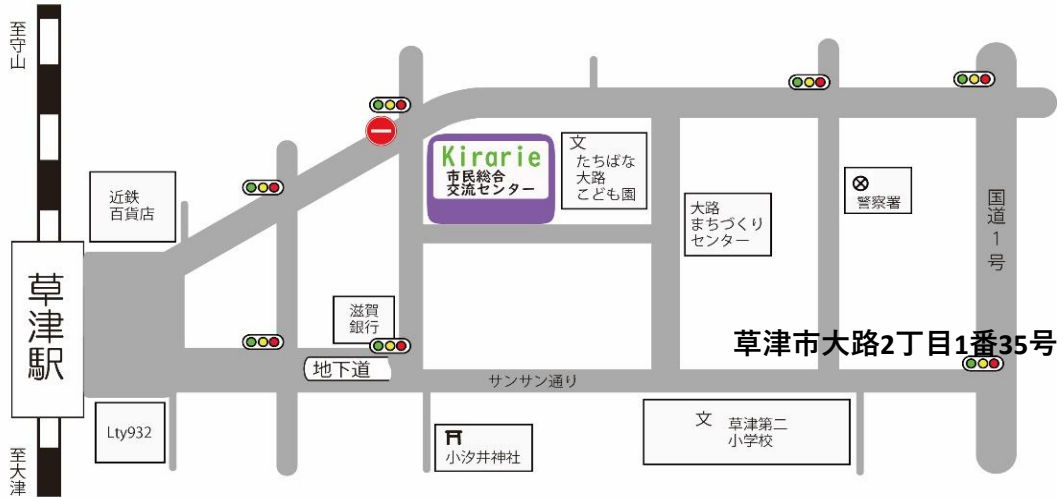 至守山
近鉄
百貨店
草津駅
Lty932
至大津
Kirarie
市民総合
交流センター
文
たちばな
大路
こども園
大路
まちづくり
センター
警察署
国道1号
滋賀
銀行
地下道
サンサン通り
草津市大路2丁目1番35号
小汐井神社
文 草津第二
小学校